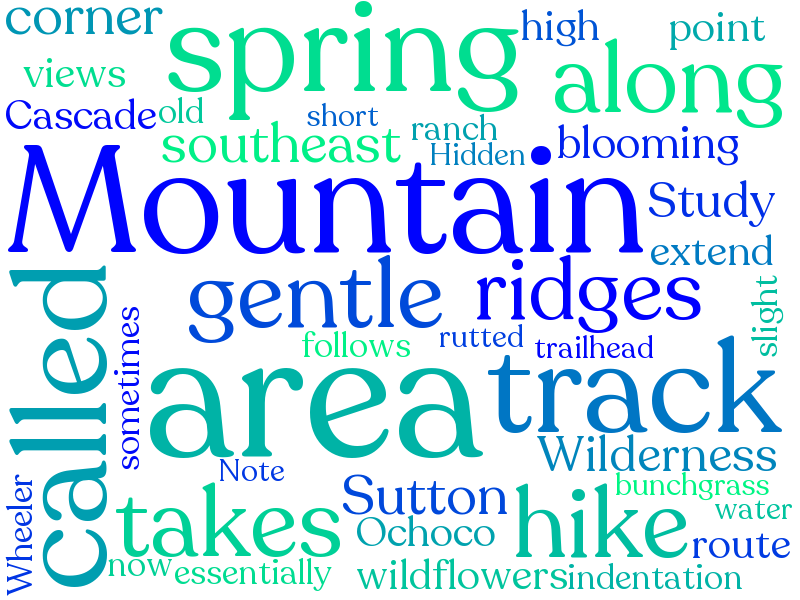 corner
spring
high
point
views
along
Cascade
old
short
ranch
southeast
Hidden
blooming
Mountain
Study
extend
called
gentle
ridges
slight
sometimes
follows
rutted
trailhead
area
track
Wilderness
Note
Wheeler
Sutton
bunchgrass
takes
hike
water
Ochoco
route
now
essentially
wildflowers
indentation